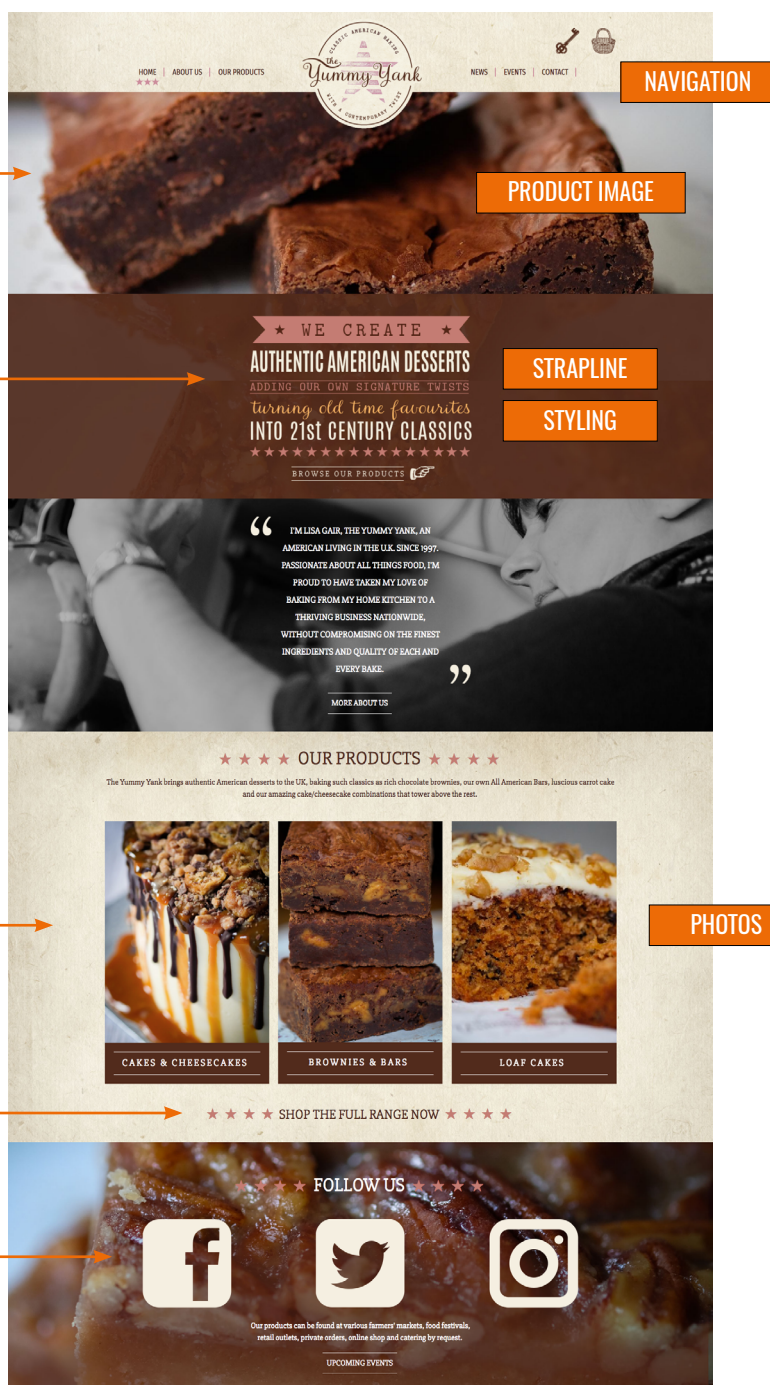 CLASSIC AMERICAN BAKING
the
Yummy Yank
WITH A CONTEMPORARY TWIST
HOME | ABOUT US | OUR PRODUCTS
NEWS | EVENTS | CONTACT |
NAVIGATION
PRODUCT IMAGE
★ WE CREATE ★
AUTHENTIC AMERICAN DESSERTS
ADDING OUR OWN SIGNATURE TWISTS
turning old time favourites
INTO 21st CENTURY CLASSICS
BROWSE OUR PRODUCTS
STRAPLINE
STYLING
“ I'M LISA GAIR, THE YUMMY YANK, AN
AMERICAN LIVING IN THE U.K. SINCE 1997.
PASSIONATE ABOUT ALL THINGS FOOD, I'M
PROUD TO HAVE TAKEN MY LOVE OF
BAKING FROM MY HOME KITCHEN TO A
THRIVING BUSINESS NATIONWIDE,
WITHOUT COMPROMISING ON THE FINEST
INGREDIENTS AND QUALITY OF EACH AND
EVERY BAKE. ”
MORE ABOUT US
★ ★ ★ ★ OUR PRODUCTS ★ ★ ★ ★
The Yummy Yank brings authentic American desserts to the UK, baking such classics as rich chocolate brownies, our own All American Bars, luscious carrot cake
and our amazing cake/cheesecake combinations that tower above the rest.
PHOTOS
CAKES & CHEESECAKES
BROWNIES & BARS
LOAF CAKES
★ ★ ★ ★ SHOP THE FULL RANGE NOW ★ ★ ★ ★
★ ★ ★ ★ FOLLOW US ★ ★ ★ ★
Our products can be found at various farmers' markets, food festivals,
retail outlets, private orders, online shop and catering by request.
UPCOMING EVENTS